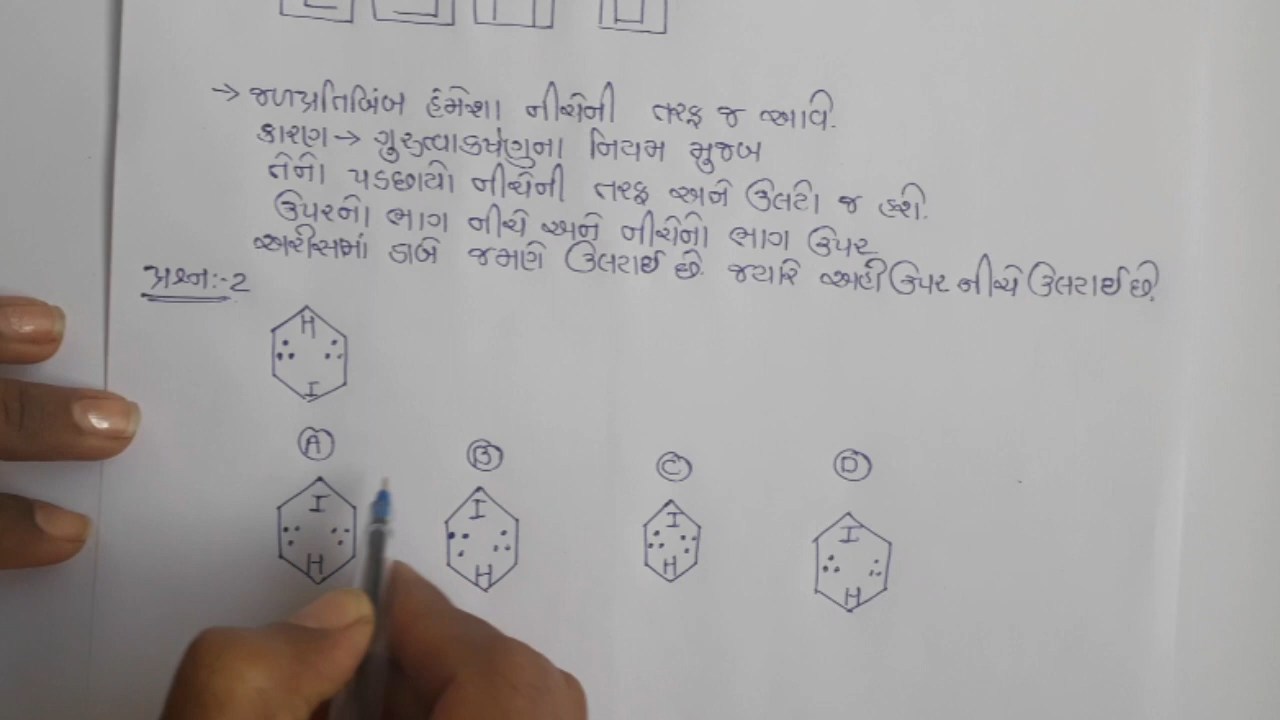 → જળપ્રતિબિંબ હંમેશા નીચેની તરફ જ આવે.
કારણ → ગુરુત્વાકર્ષણના નિયમ મુજબ
તેનો પડછાયો નીચેની તરફ અને ઉલટો જ હશે.
ઉપરનો ભાગ નીચે અને નીચેનો ભાગ ઉપર
અરીસામાં ડાબે જમણે ઉલટાઈ છે. જ્યારે અહીં ઉપર નીચે ઉલટાઈ છે.
પ્રશ્ન:-2
H
I
A B C D
I I I I
H H H H